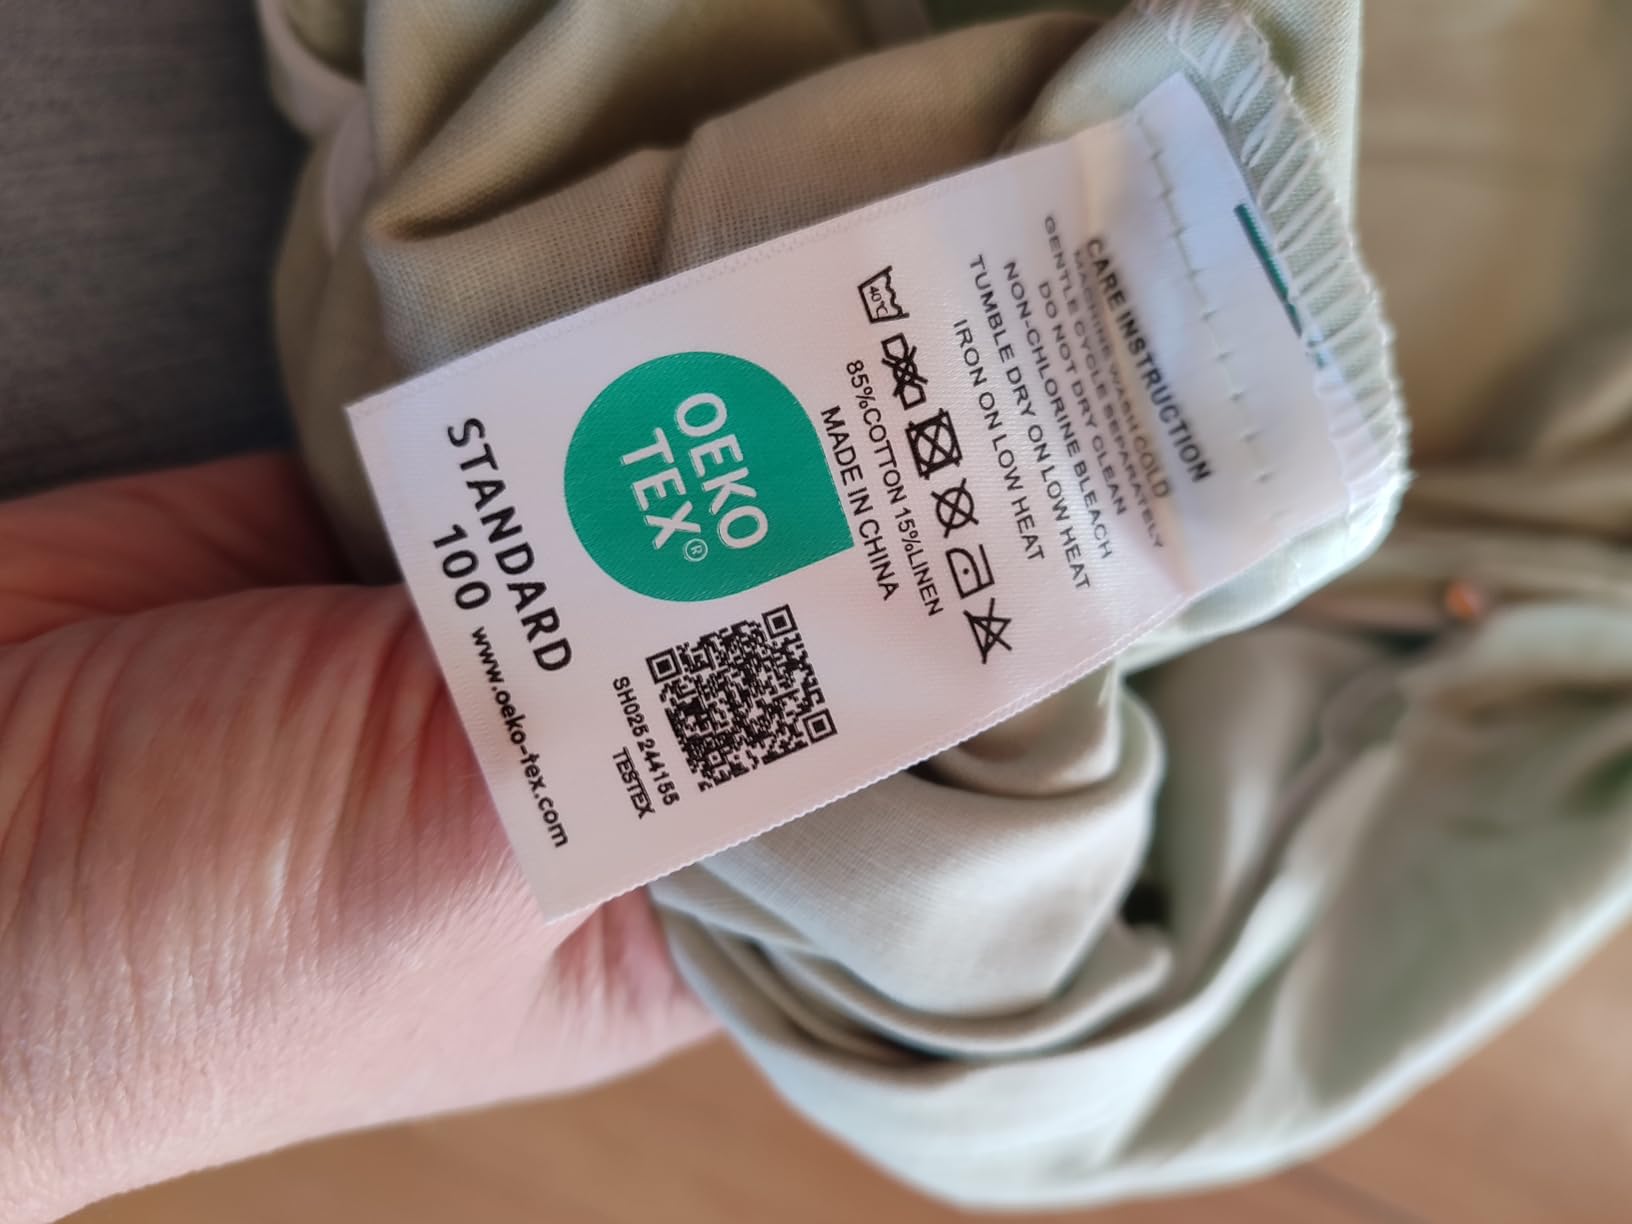 CARE INSTRUCTION
MACHINE WASH COLD
GENTLE CYCLE SEPARATELY
DO NOT DRY CLEAN
NON-CHLORINE BLEACH
TUMBLE DRY ON LOW HEAT
IRON ON LOW HEAT
40℃
85%COTTON 15%LINEN
MADE IN CHINA
OEKO
TEX®
SH025 244155
TESTEX
STANDARD
100 www.oeko-tex.com